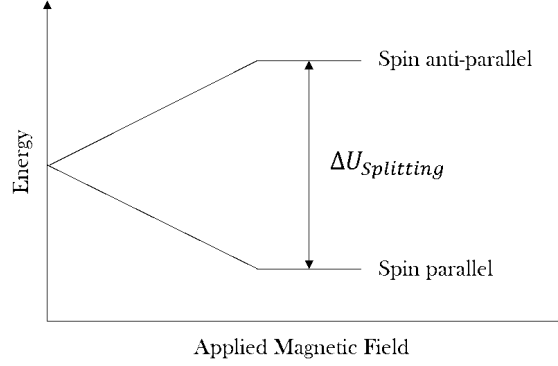 Spin anti-parallel
Energy
ΔU_Splitting
Spin parallel
Applied Magnetic Field